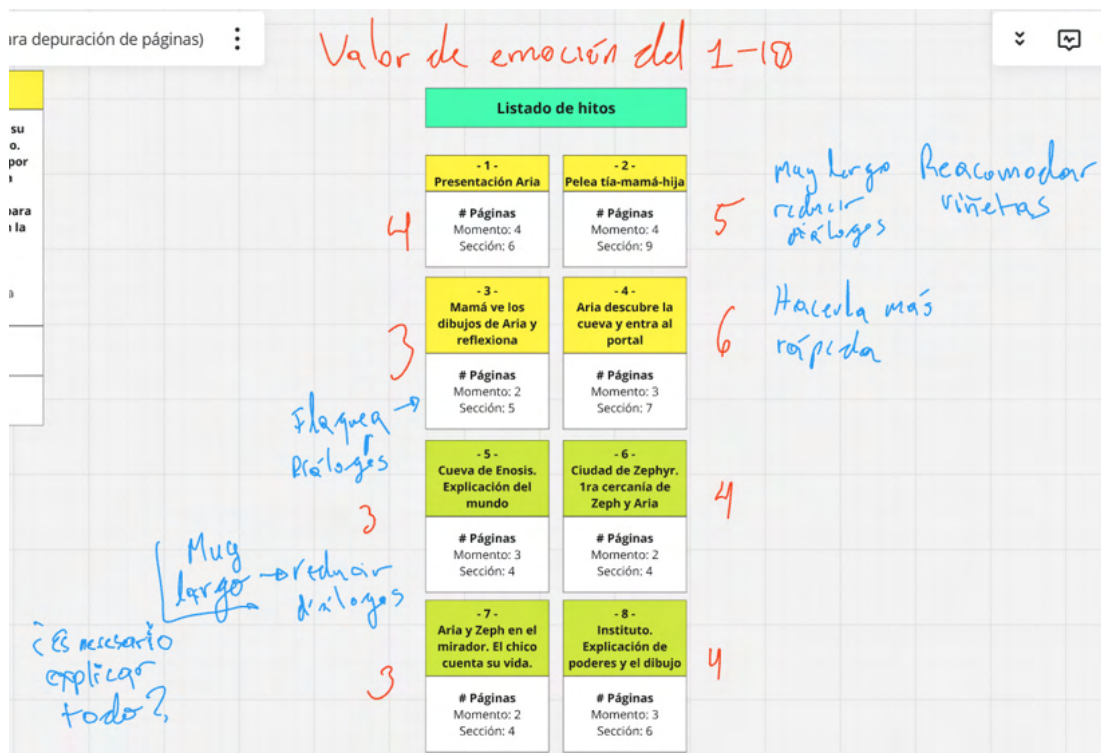 ara depuración de páginas)
Valor de emoción del 1-10
su
o.
por
a
para
n la
Listado de hitos
- 1 -
Presentación Aria
# Páginas
Momento: 4
Sección: 6
4
- 2 -
Pelea tía-mamá-hija
# Páginas
Momento: 4
Sección: 9
5
Muy largo
reducir
diálogos
Reacomodar
viñetas
- 3 -
Mamá ve los
dibujos de Aria y
reflexiona
# Páginas
Momento: 2
Sección: 5
3
Flaquea
Diálogos
- 4 -
Aria descubre la
cueva y entra al
portal
# Páginas
Momento: 3
Sección: 7
6
Hacerla más
rápida
- 5 -
Cueva de Enosis.
Explicación del
mundo
# Páginas
Momento: 3
Sección: 4
3
Muy
largo → reducir
diálogos
¿Es necesario
explicar
todo?
- 6 -
Ciudad de Zephyr.
1ra cercanía de
Zeph y Aria
# Páginas
Momento: 2
Sección: 4
4
- 7 -
Aria y Zeph en el
mirador. El chico
cuenta su vida.
# Páginas
Momento: 2
Sección: 4
3
- 8 -
Instituto.
Explicación de
poderes y el dibujo
# Páginas
Momento: 3
Sección: 6
4